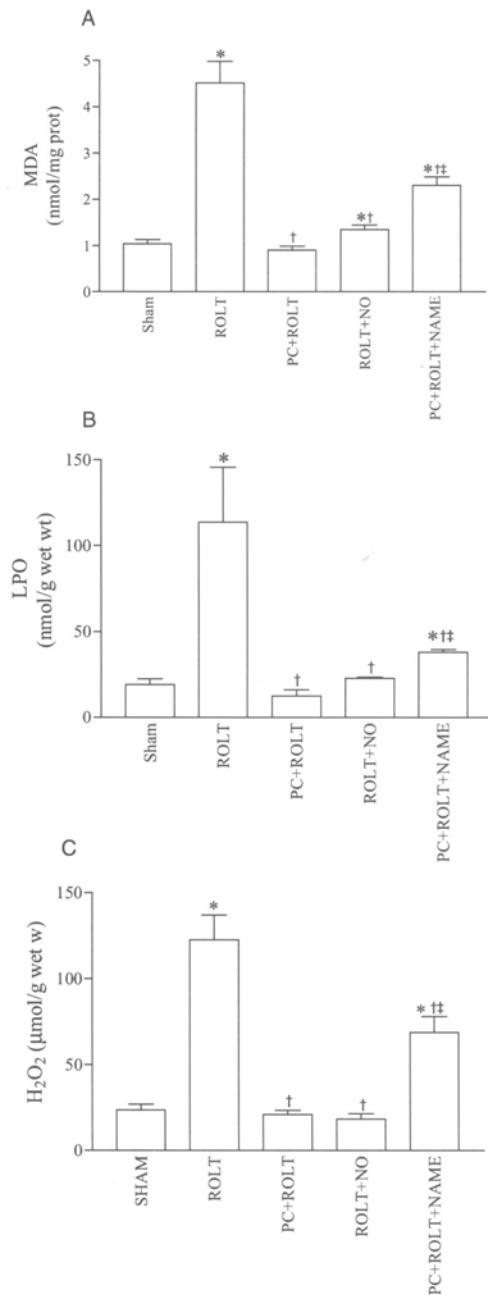 A
MDA
(nmol/mg prot)
5
4
3
2
1
0
*
†
*†
*†‡
Sham
ROLT
PC+ROLT
ROLT+NO
PC+ROLT+NAME
B
LPO
(nmol/g wet wt)
150
100
50
0
*
†
†
*†‡
Sham
ROLT
PC+ROLT
ROLT+NO
PC+ROLT+NAME
C
H₂O₂ (μmol/g wet w)
150
100
50
0
*
†
†
* †‡
SHAM
ROLT
PC+ROLT
ROLT+NO
PC+ROLT+NAME